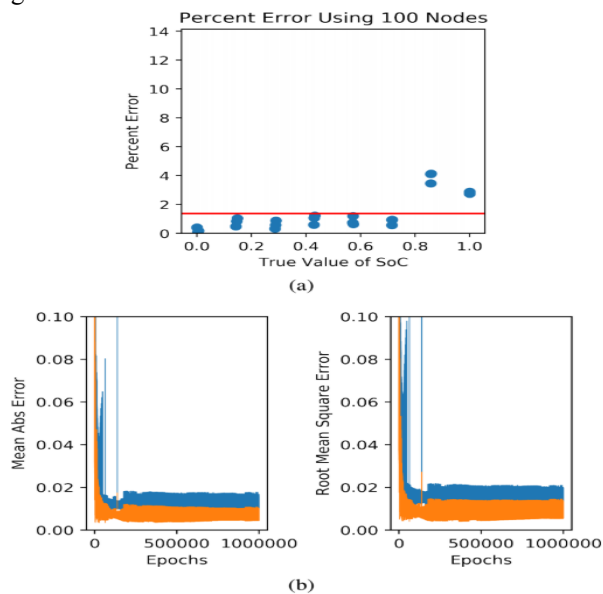 Percent Error Using 100 Nodes
Percent Error
14
12
10
8
6
4
2
0
0.0 0.2 0.4 0.6 0.8 1.0
True Value of SoC
(a)
Mean Abs Error
0.10
0.08
0.06
0.04
0.02
0.00
0 500000 1000000
Epochs
Root Mean Square Error
0.10
0.08
0.06
0.04
0.02
0.00
0 500000 1000000
Epochs
(b)